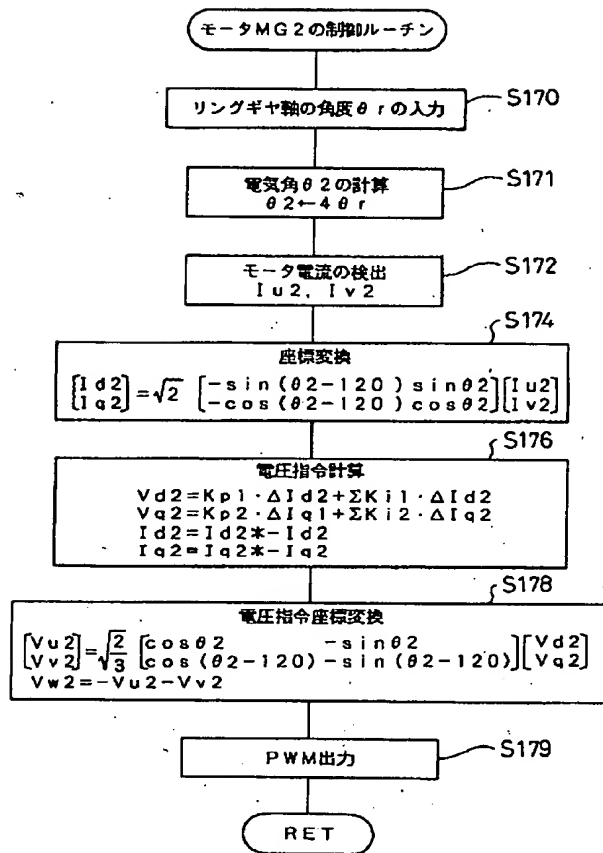 モータMG2の制御ルーチン
S170
リングギヤ軸の角度θrの入力
S171
電気角θ2の計算
θ2←4θr
S172
モータ電流の検出
Iu2, Iv2
S174
座標変換
[Id2]=√2 [-sin(θ2-120) sinθ2][Iu2]
[Iq2] [-cos(θ2-120) cosθ2][Iv2]
S176
電圧指令計算
Vd2=Kp1・ΔId2+ΣKi1・ΔId2
Vq2=Kp2・ΔIq1+ΣKi2・ΔIq2
Id2=Id2*-Id2
Iq2=Iq2*-Iq2
S178
電圧指令座標変換
[Vu2]=√2/3 [cosθ2 -sinθ2][Vd2]
[Vv2] [cos(θ2-120)-sin(θ2-120)][Vq2]
Vw2=-Vu2-Vv2
S179
PWM出力
RET